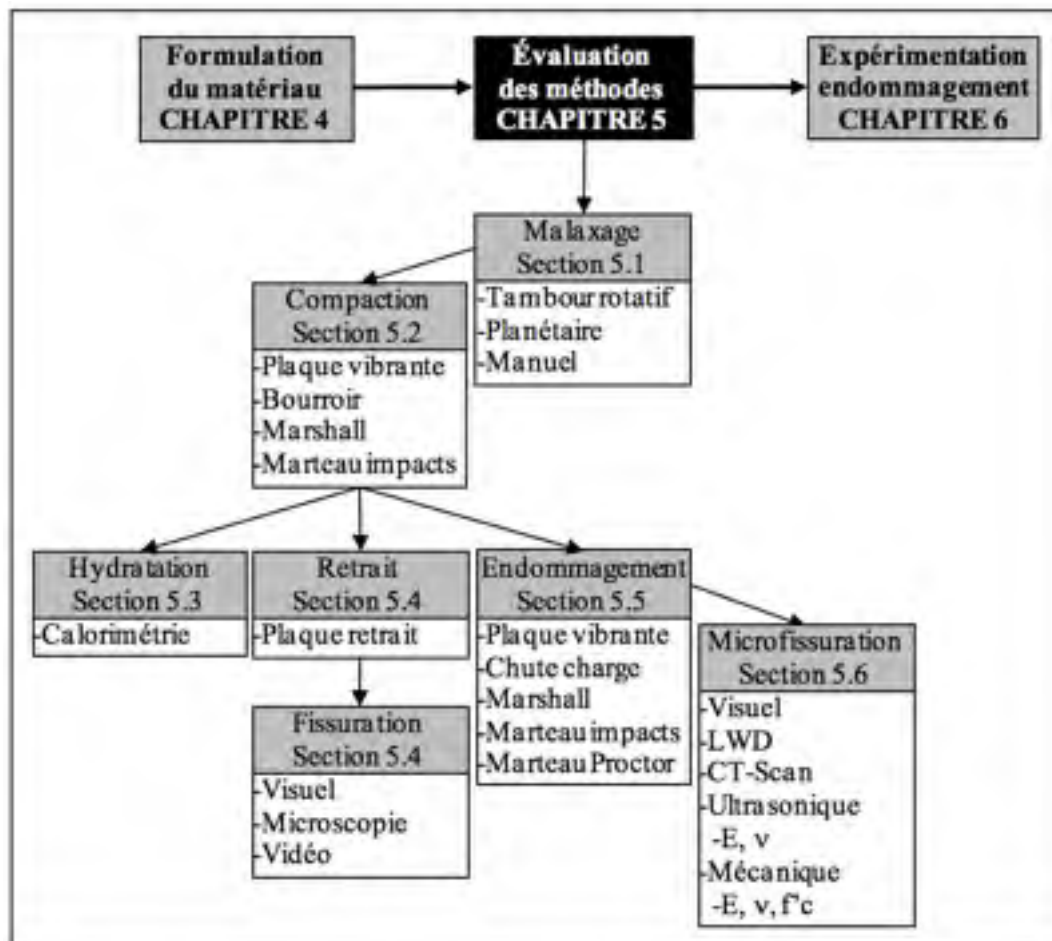 Formulation
du matériau
CHAPITRE 4
Évaluation
des méthodes
CHAPITRE 5
Expérimentation
endommagement
CHAPITRE 6
Malaxage
Section 5.1
-Tambour rotatif
-Planétaire
-Manuel
Compaction
Section 5.2
-Plaque vibrante
-Bourroir
-Marshall
-Marteau impacts
Hydratation
Section 5.3
-Calorimétrie
Retrait
Section 5.4
-Plaque retrait
Fissuration
Section 5.4
-Visuel
-Microscopie
-Vidéo
Endommagement
Section 5.5
-Plaque vibrante
-Chute charge
-Marshall
-Marteau impacts
-Marteau Proctor
Microfissuration
Section 5.6
-Visuel
-LWD
-CT-Scan
-Ultrasonique
-E, ν
-Mécanique
-E, ν, f'c